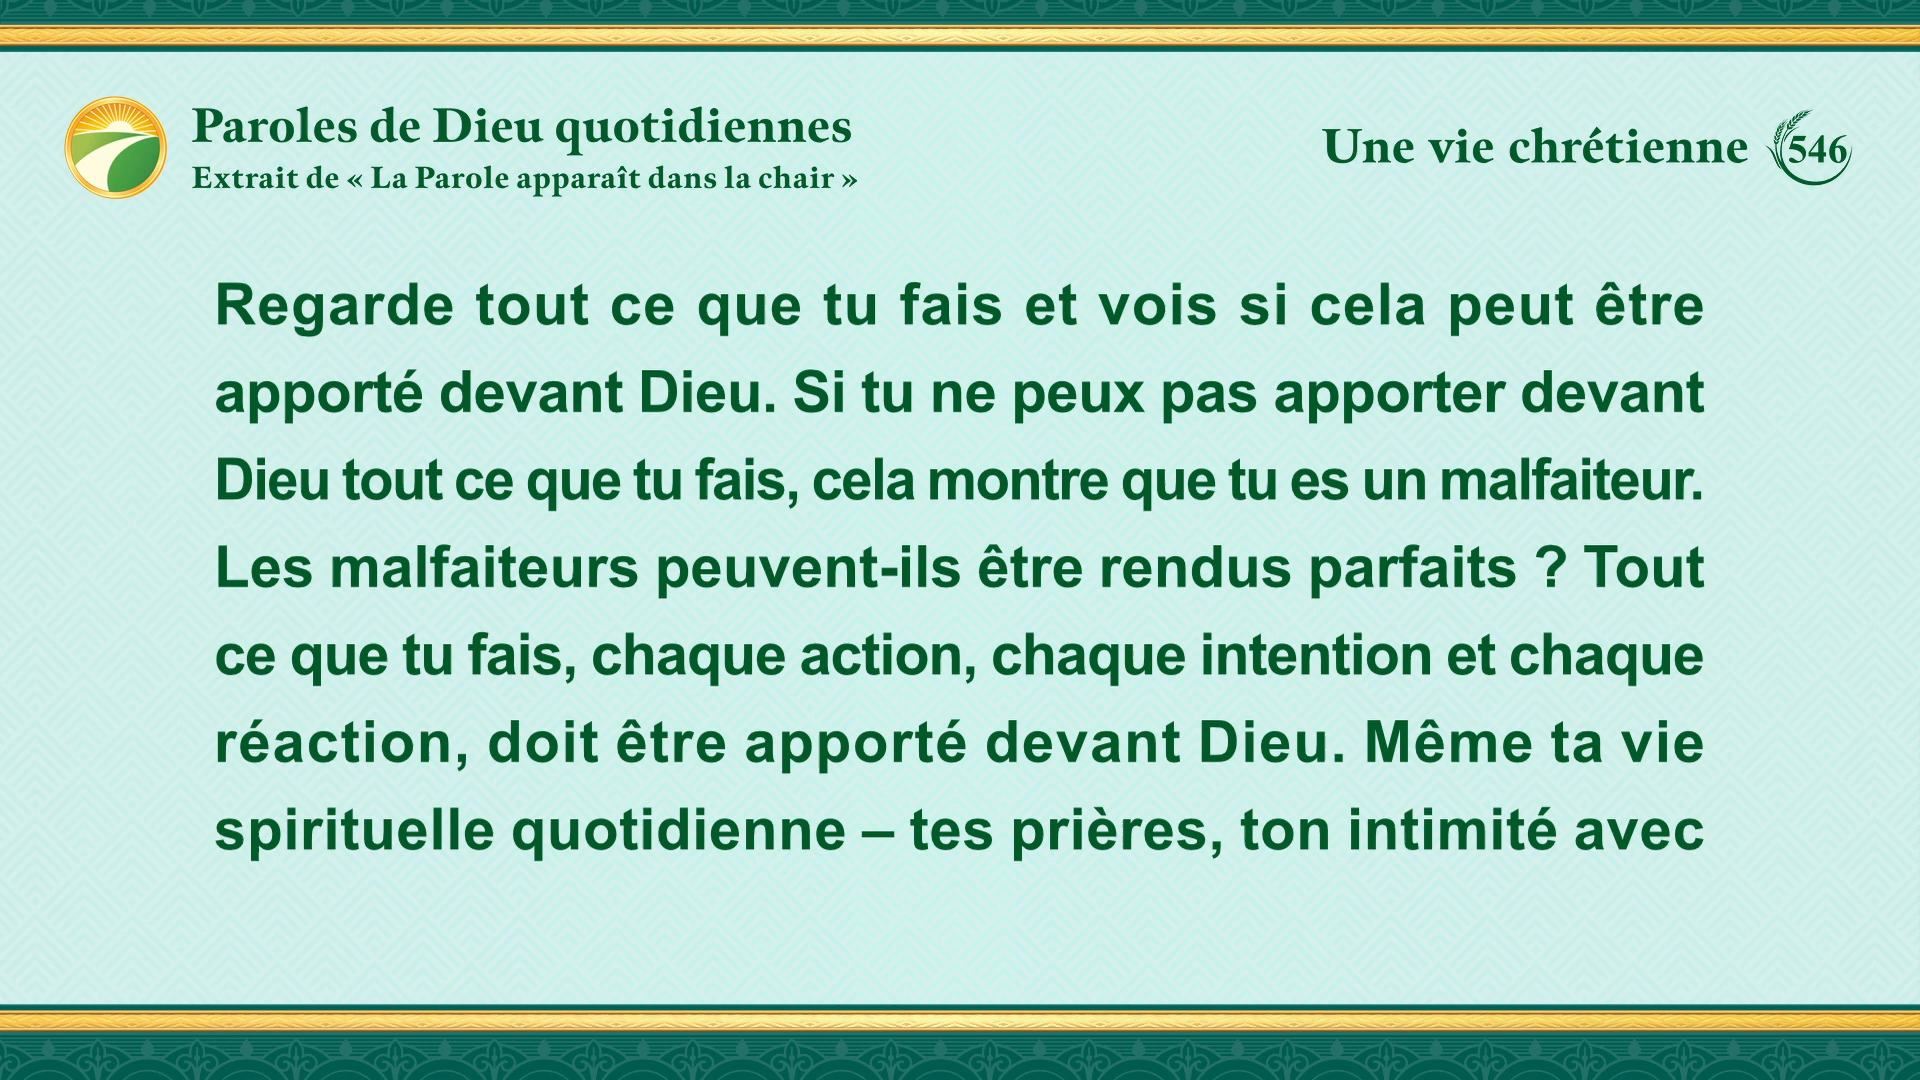 Paroles de Dieu quotidiennes
Extrait de « La Parole apparaît dans la chair »
Une vie chrétienne 546
Regarde tout ce que tu fais et vois si cela peut être
apporté devant Dieu. Si tu ne peux pas apporter devant
Dieu tout ce que tu fais, cela montre que tu es un malfaiteur.
Les malfaiteurs peuvent-ils être rendus parfaits ? Tout
ce que tu fais, chaque action, chaque intention et chaque
réaction, doit être apporté devant Dieu. Même ta vie
spirituelle quotidienne – tes prières, ton intimité avec